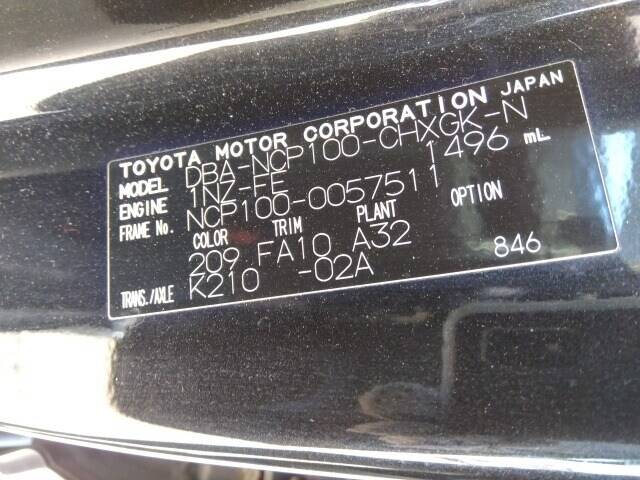 TOYOTA MOTOR CORPORATION JAPAN
MODEL DBA-NCP100-CHXGK-N
ENGINE 1NZ-FE 1496 mL
FRAME No. NCP100-0057511
COLOR TRIM PLANT OPTION
209 FA10 A32 846
TRANS./AXLE K210 -02A